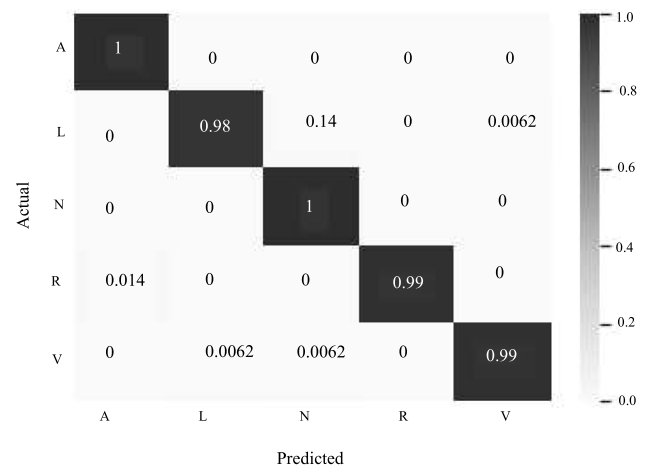 A 1 0 0 0 0
L 0 0.98 0.14 0 0.0062
N 0 0 1 0 0
R 0.014 0 0 0.99 0
V 0 0.0062 0.0062 0 0.99
A L N R V
Predicted
Actual
1.0
0.8
0.6
0.4
0.2
0.0